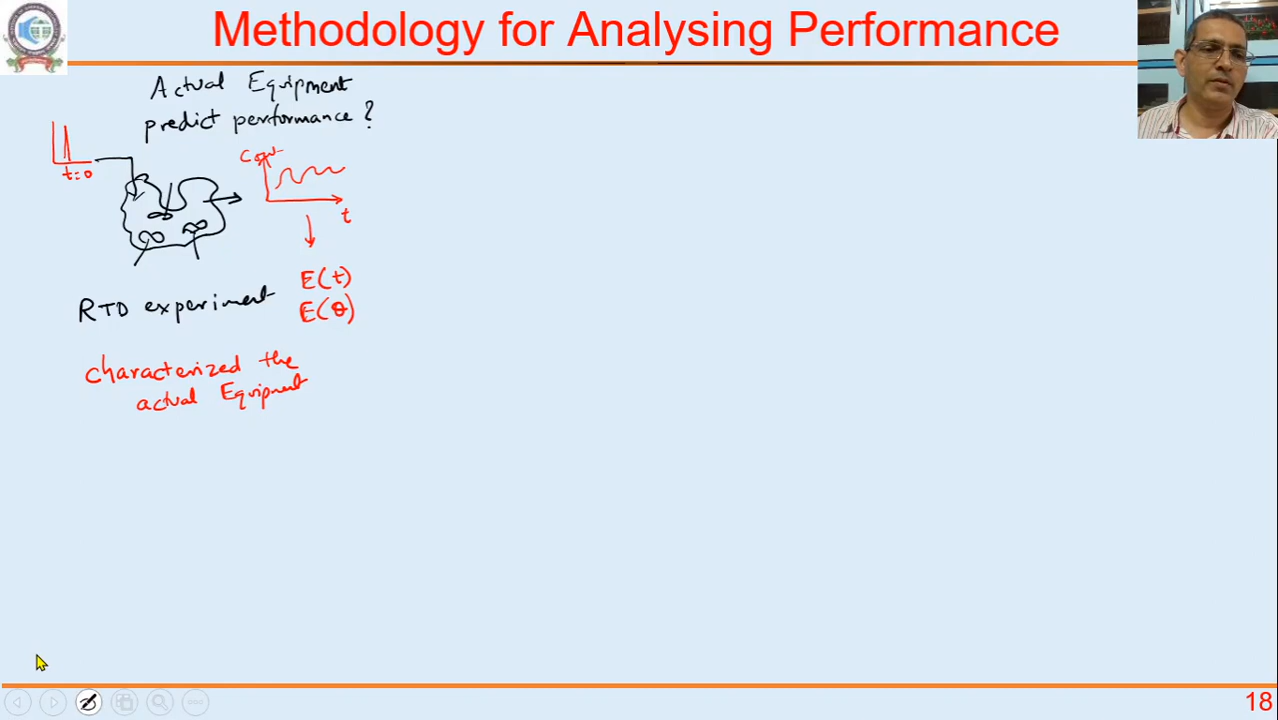 Methodology for Analysing Performance
Actual Equipment
predict performance?
t=0
Cout
t
E(t)
E(θ)
RTD experiment
characterized the
actual Equipment
18